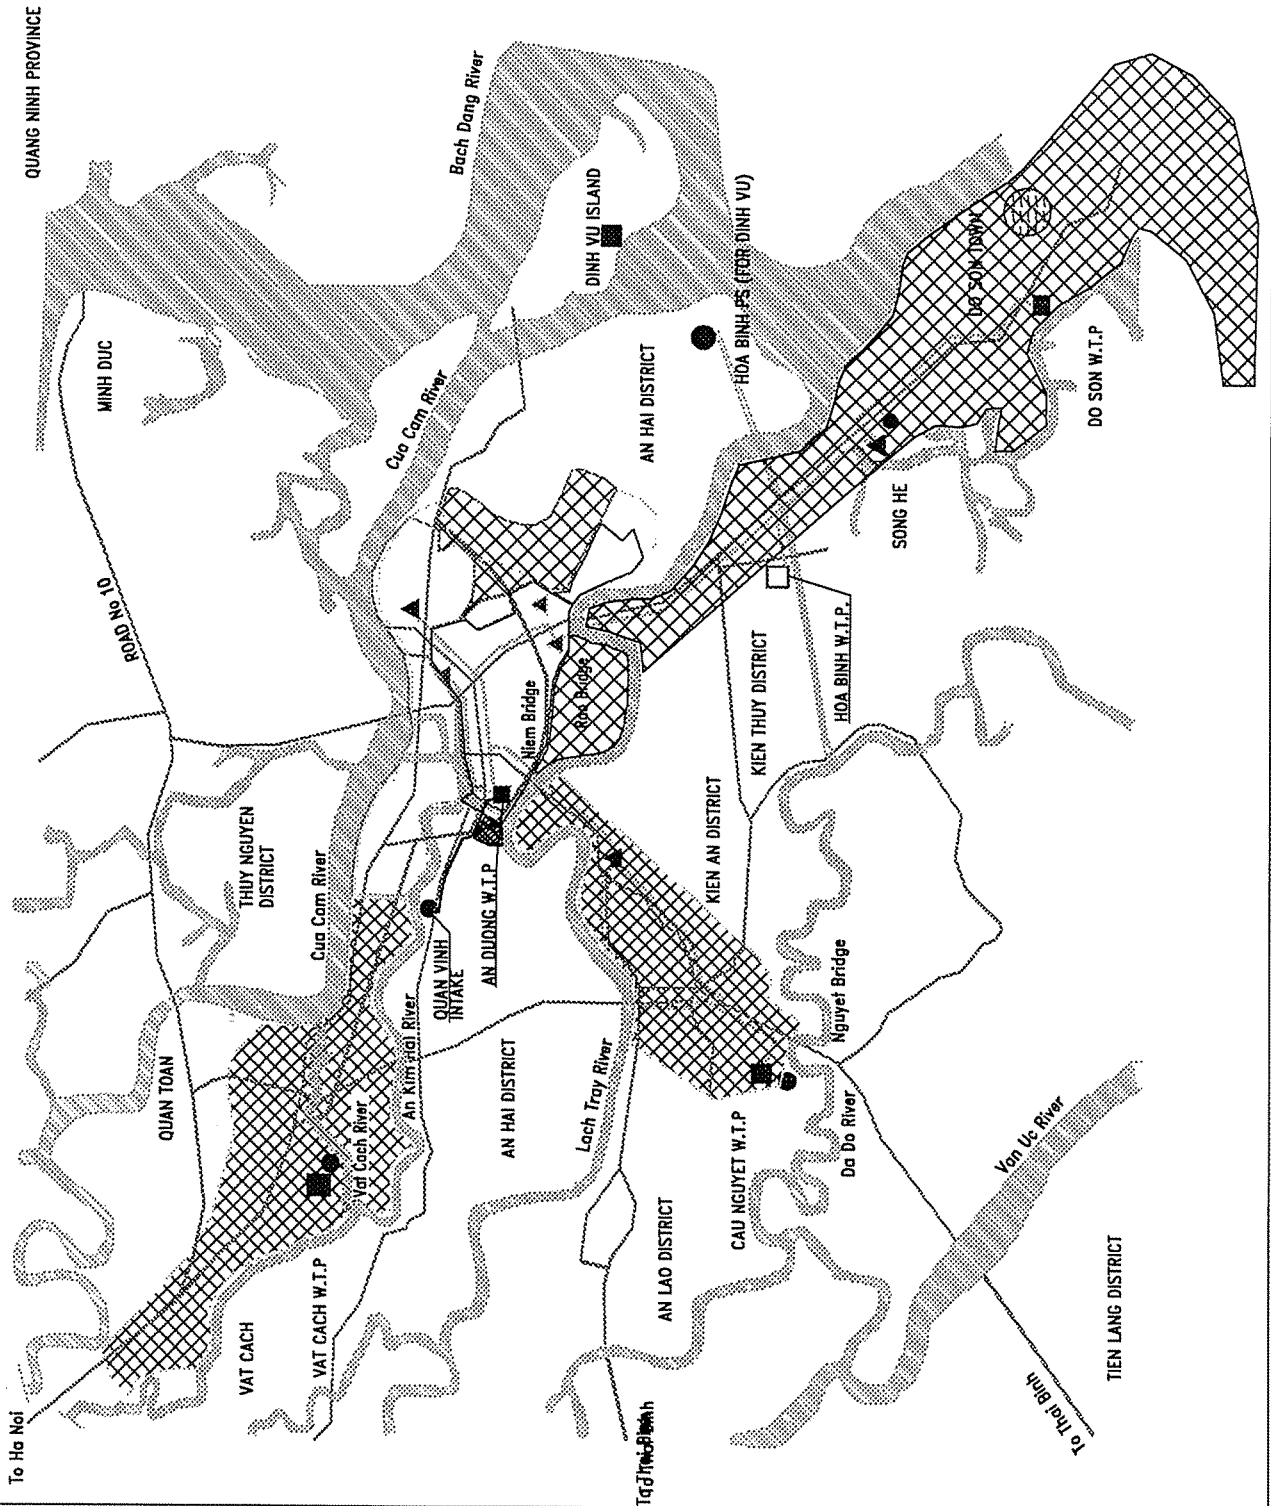 To Ha Noi
QUANG NINH PROVINCE
MINH DUC
ROAD No 10
THUY NGUYEN
DISTRICT
QUAN TOAN
VAT CACH
VAT CACH W.T.P
Vat Cach River
Cua Cam River
An Kim Hai River
QUAN VINH
INTAKE
AN DUONG W.T.P
AN HAI DISTRICT
Cua Cam River
Bach Dang River
Niem Bridge
Rao Bridge
DINH VU ISLAND
AN HAI DISTRICT
Lach Tray River
AN LAO DISTRICT
KIEN AN DISTRICT
KIEN THUY DISTRICT
HOA BINH PS (FOR DINH VU)
CAU NGUYET W.T.P
Nguyet Bridge
Da Do River
HOA BINH W.T.P.
SONG HE
DO SON TOWN
DO SON W.T.P
Van Uc River
To Thai Binh
TIEN LANG DISTRICT